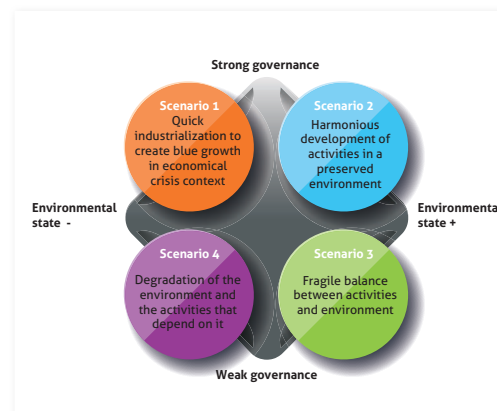 Strong governance
Scenario 1
Quick
industrialization to
create blue growth
in economical
crisis context
Scenario 2
Harmonious
development of
activities in a
preserved
environment
Environmental
state -
Environmental
state +
Scenario 4
Degradation of the
environment and
the activities that
depend on it
Scenario 3
Fragile balance
between activities
and environment
Weak governance